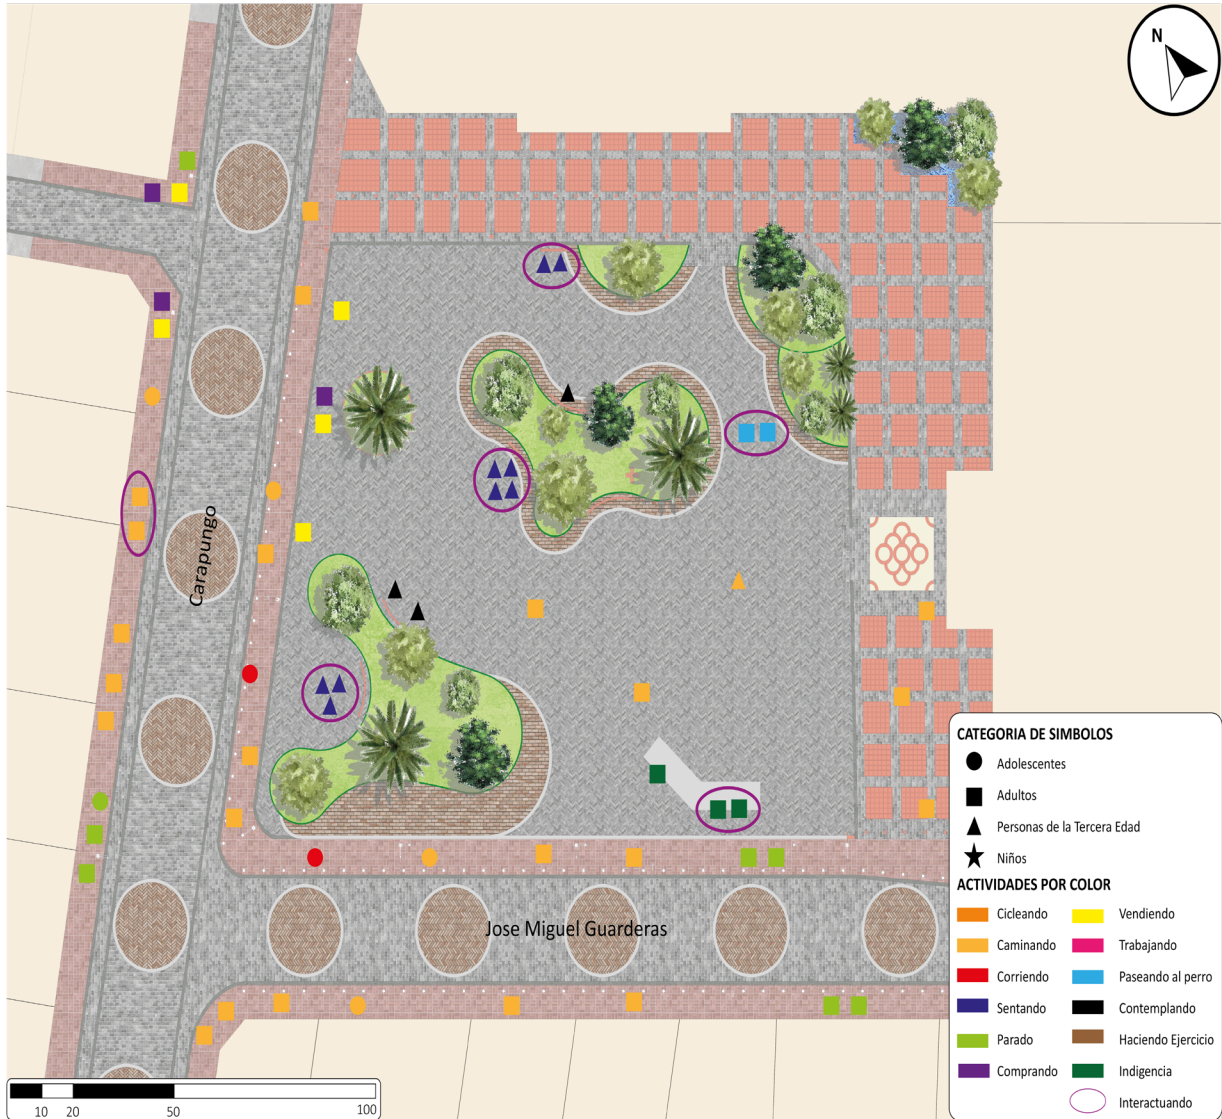 N
Carapungo
Jose Miguel Guarderas
CATEGORIA DE SIMBOLOS
Adolescentes
Adultos
Personas de la Tercera Edad
Niños
ACTIVIDADES POR COLOR
Cicleando
Vendiendo
Caminando
Trabajando
Corriendo
Paseando al perro
Sentando
Contemplando
Parado
Haciendo Ejercicio
Comprando
Indigencia
Interactuando
10 20 50 100